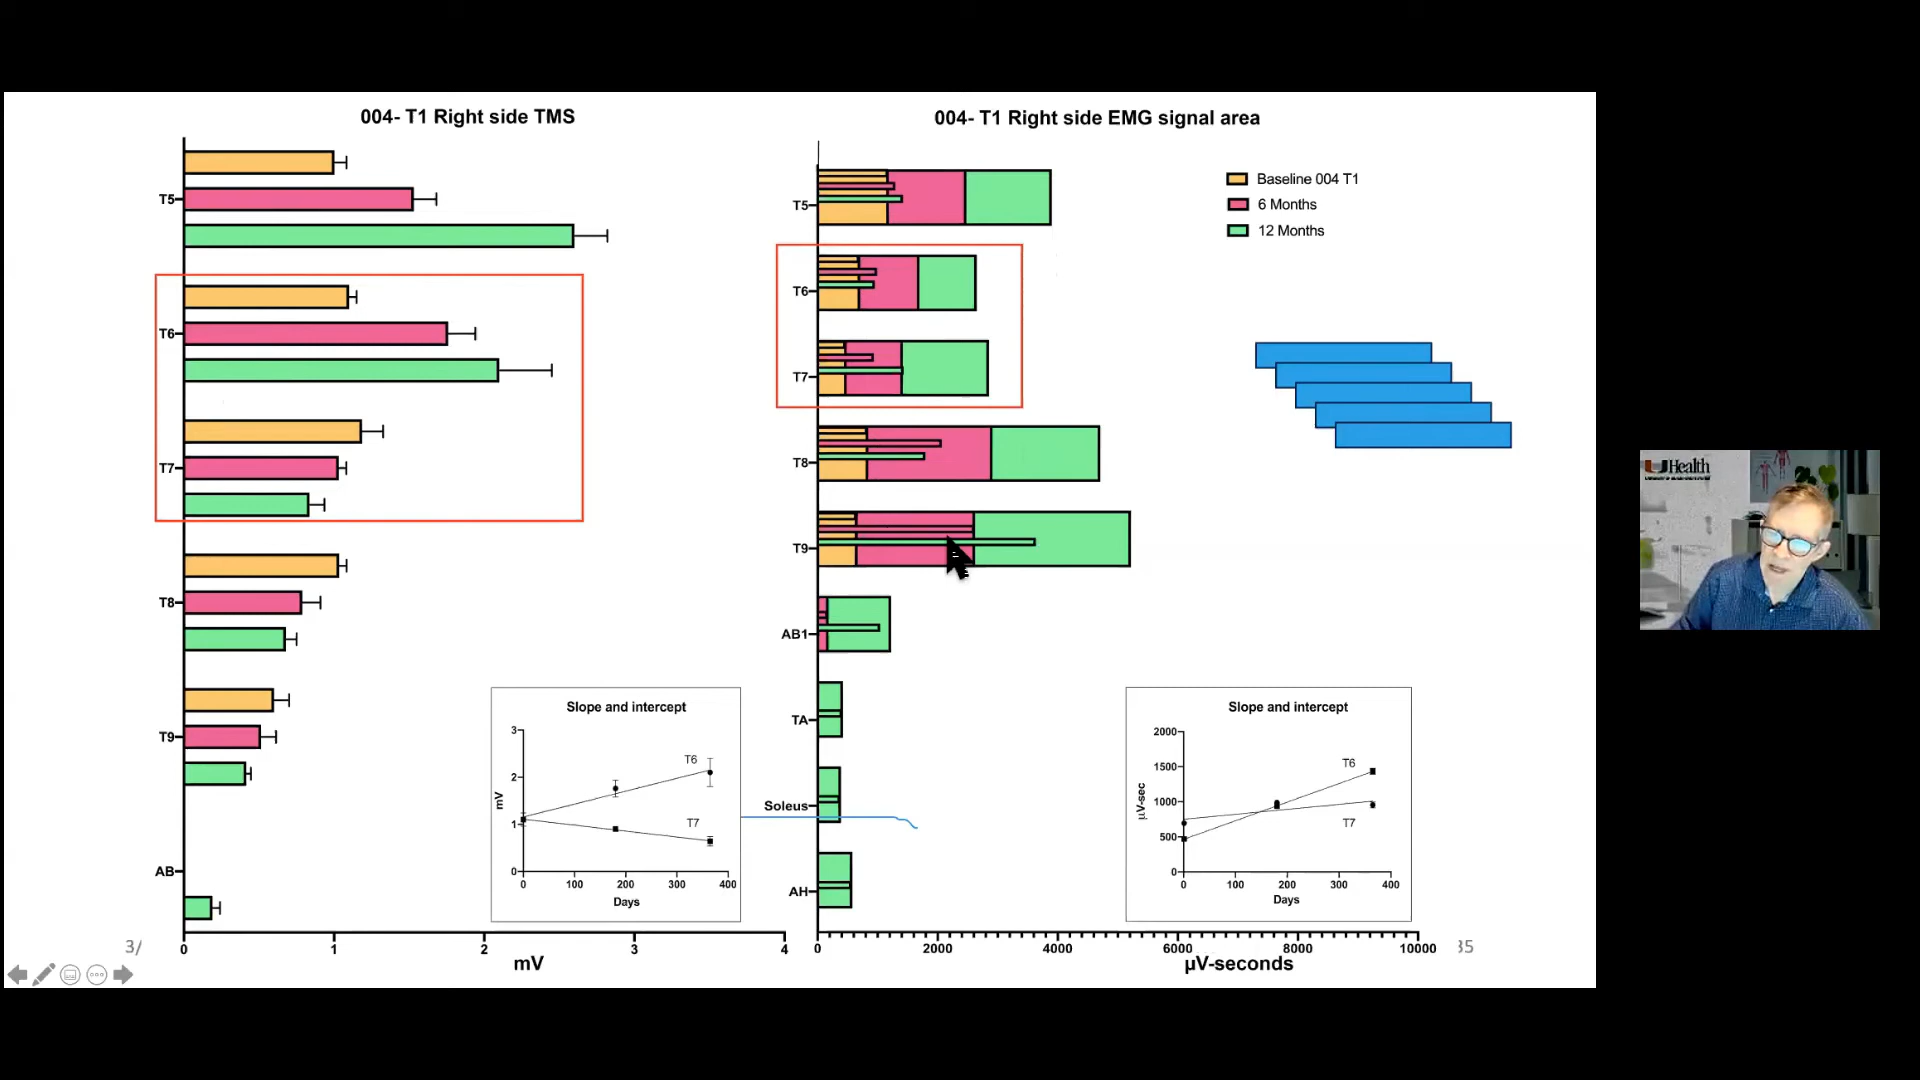 004- T1 Right side TMS
T5
T6
T7
T8
T9
AB
0 1 2 3 4
mV
Slope and intercept
3
2
1
0
mV
T6
T7
0 100 200 300 400
Days
004- T1 Right side EMG signal area
Baseline 004 T1
6 Months
12 Months
T5
T6
T7
T8
T9
AB1
TA
Soleus
AH
0 2000 4000 6000 8000 10000
µV-seconds
Slope and intercept
2000
1500
1000
500
0
µV-sec
T6
T7
0 100 200 300 400
Days
3/
35
UHealth